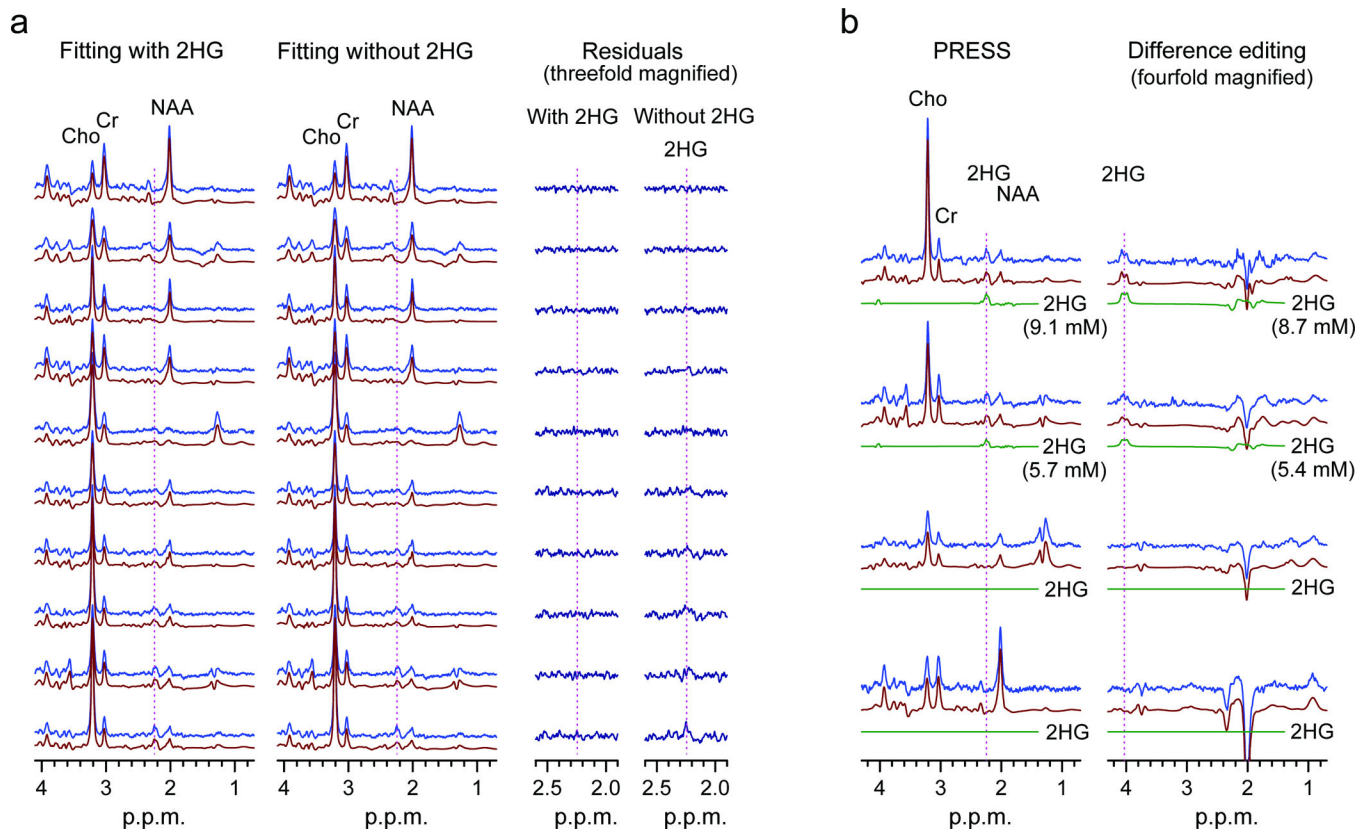 a
Fitting with 2HG
Fitting without 2HG
Residuals
(threefold magnified)
With 2HG
Without 2HG
2HG
Cho
Cr
NAA
Cho
Cr
NAA
4 3 2 1
4 3 2 1
2.5 2.0
2.5 2.0
p.p.m.
p.p.m.
p.p.m.
p.p.m.
b
PRESS
Difference editing
(fourfold magnified)
Cho
2HG
NAA
Cr
2HG
2HG
(9.1 mM)
2HG
(8.7 mM)
2HG
(5.7 mM)
2HG
(5.4 mM)
2HG
2HG
2HG
2HG
4 3 2 1
4 3 2 1
p.p.m.
p.p.m.